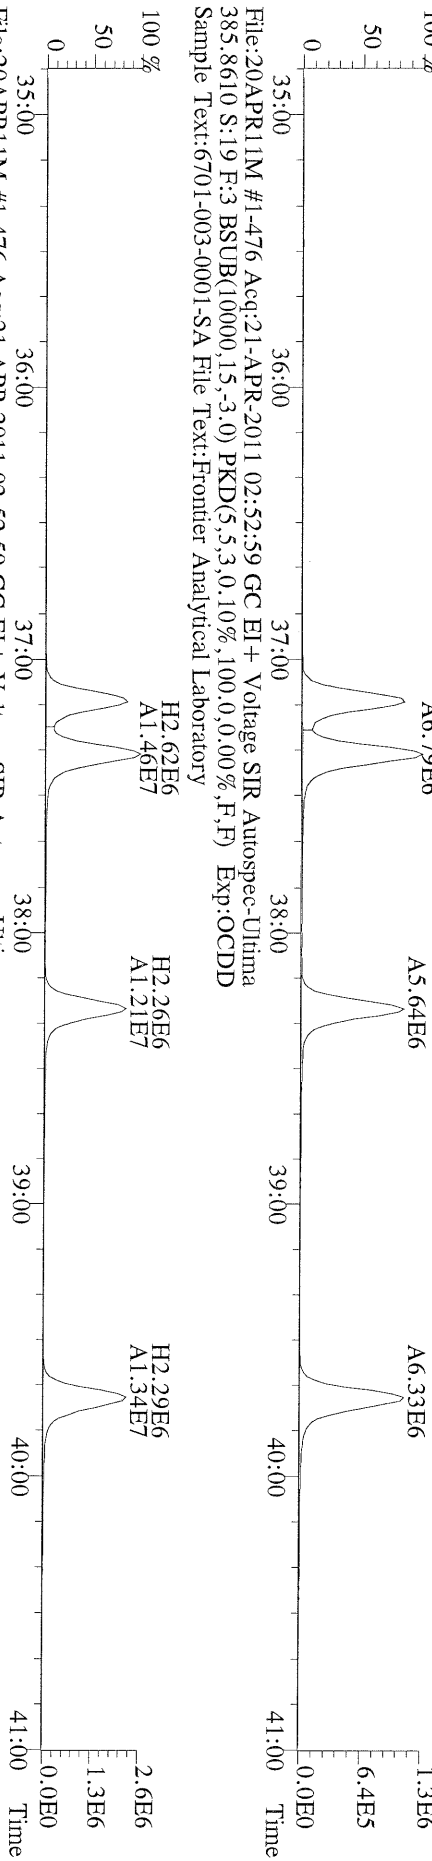 100 %
A6.79E6
A5.64E6
A6.33E6
1.3E6
50
6.4E5
0
0.0E0
35:00
36:00
37:00
38:00
39:00
40:00
41:00
Time
File:20APR11M #1-476 Acq:21-APR-2011 02:52:59 GC EI+ Voltage SIR Autospec-Ultima
385.8610 S:19 F:3 BSUB(10000,15,-3.0) PKD(5,5,3,0.10%,100.0,0.00%,F,F) Exp:OCDD
Sample Text:6701-003-0001-SA File Text:Frontier Analytical Laboratory
100 %
H2.62E6
A1.46E7
H2.26E6
A1.21E7
H2.29E6
A1.34E7
2.6E6
50
1.3E6
0
0.0E0
35:00
36:00
37:00
38:00
39:00
40:00
41:00
Time